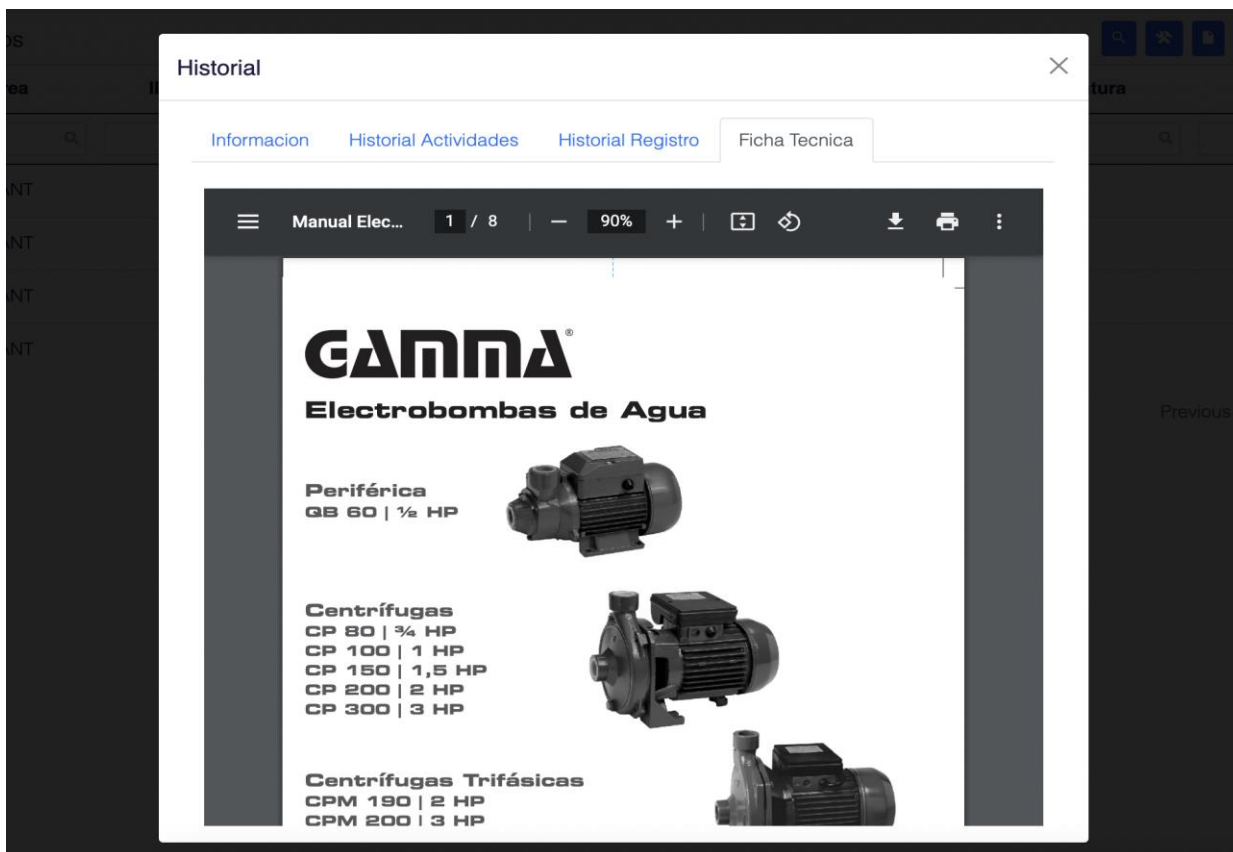 Historial
Informacion
Historial Actividades
Historial Registro
Ficha Tecnica
Manual Elec... 1 / 8 90%
GAMMA®
Electrobombas de Agua
Periférica
QB 60 | ½ HP
Centrífugas
CP 80 | ¾ HP
CP 100 | 1 HP
CP 150 | 1,5 HP
CP 200 | 2 HP
CP 300 | 3 HP
Centrífugas Trifásicas
CPM 190 | 2 HP
CPM 200 | 3 HP
Previous